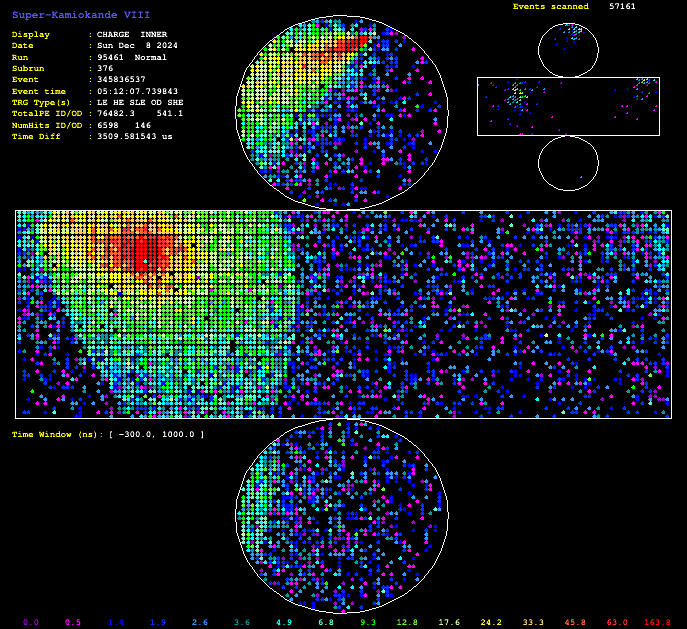 Events scanned 57161
Super-Kamiokande VIII
Display : CHARGE INNER
Date : Sun Dec 8 2024
Run : 95461 Normal
Subrun : 376
Event : 345836537
Event time : 05:12:07.739843
TRG Type(s) : LE HE SLE OD SHE
TotalPE ID/OD : 76482.3 541.1
NumHits ID/OD : 6598 146
Time Diff : 3509.581543 us
Time Window (ns): [ -300.0, 1000.0 ]
0.0 0.5 1.4 1.9 2.6 3.6 4.9 6.8 9.3 12.8 17.6 24.2 33.3 45.8 63.0 163.8